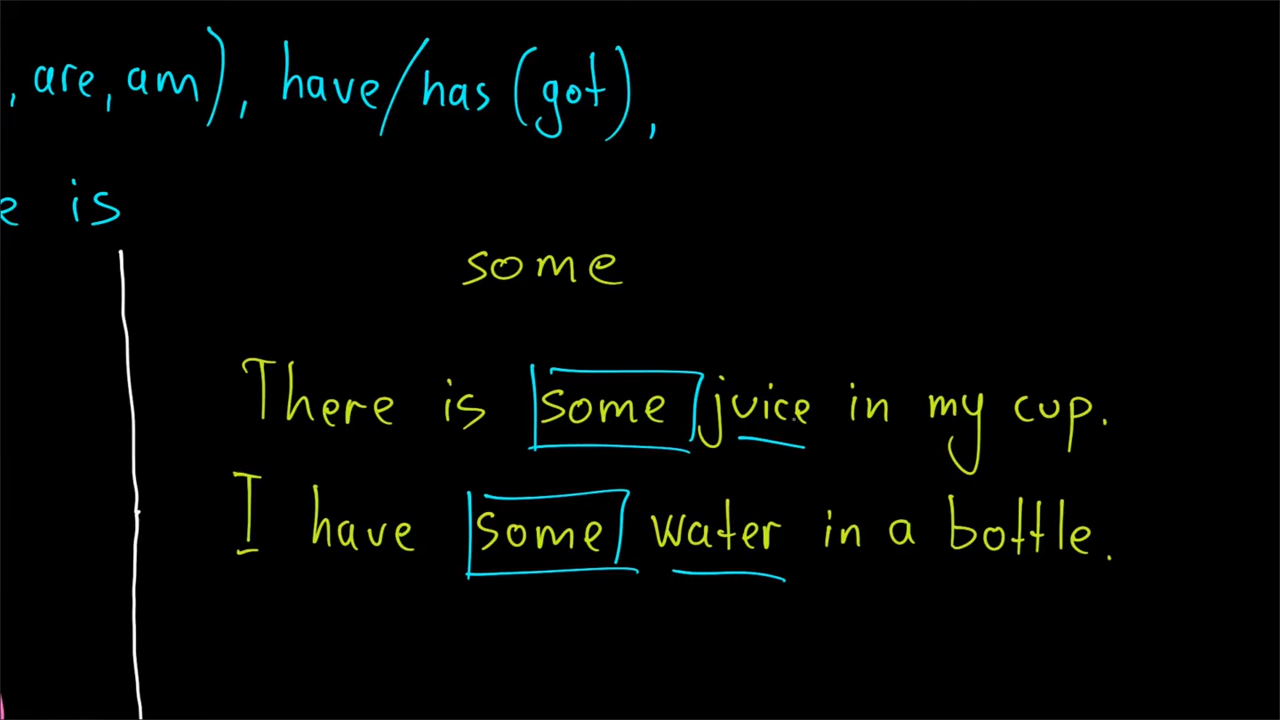 , are, am), have/has (got),
e is
some
There is some juice in my cup.
I have some water in a bottle.